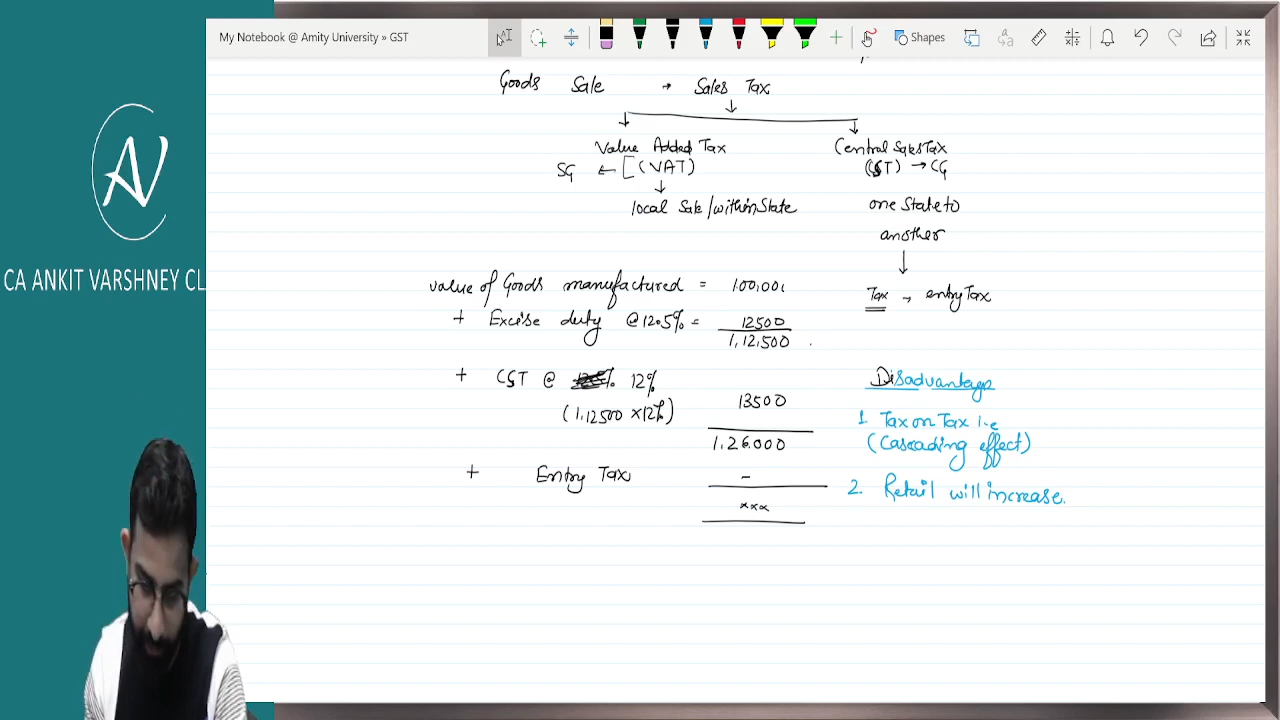 My Notebook @ Amity University » GST
Shapes
AV
CA ANKIT VARSHNEY CL
Goods Sale → Sales Tax
Value Added Tax
SG ← [(VAT)
local Sale/within State
Central Sales Tax
(CST) → CG
one State to
another
Tax → entry Tax
value of Goods manufactured = 100,000
+ Excise duty @12.5% = 12500
1,12,500
+ CST @ 12%
(1,12500 x 12%) 13500
1,26,000
+ Entry Tax -
xxx
Disadvantage
1. Tax on Tax i.e
(Cascading effect)
2. Retail will increase.